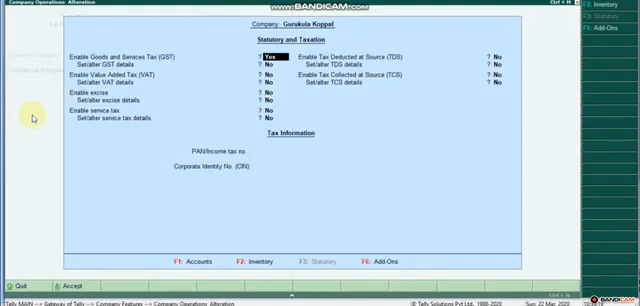 Company Operations Alteration
www.BANDICAM.com
Ctrl + M
F2: Inventory
F3: Statutory
F6: Add-Ons
Company: Gurukula Koppal
Statutory and Taxation
Enable Goods and Services Tax (GST) ? Yes
Enable Tax Deducted at Source (TDS) ? No
Set/alter GST details ? No
Set/alter TDS details ? No
Enable Value Added Tax (VAT) ? No
Enable Tax Collected at Source (TCS) ? No
Set/alter VAT details ? No
Set/alter TCS details ? No
Enable excise ? No
Set/alter excise details ? No
Enable service tax ? No
Set/alter service tax details ? No
Tax Information
PAN/Income tax no.
Corporate Identity No. (CIN)
F1: Accounts F2: Inventory F3: Statutory F6: Add-Ons
Q: Quit A: Accept
Ctrl + N
Tally MAIN --> Gateway of Tally --> Company Features --> Company Operations Alteration
© Tally Solutions Pvt Ltd., 1988-2020
Sun, 22 Mar, 2020
BANDICAM